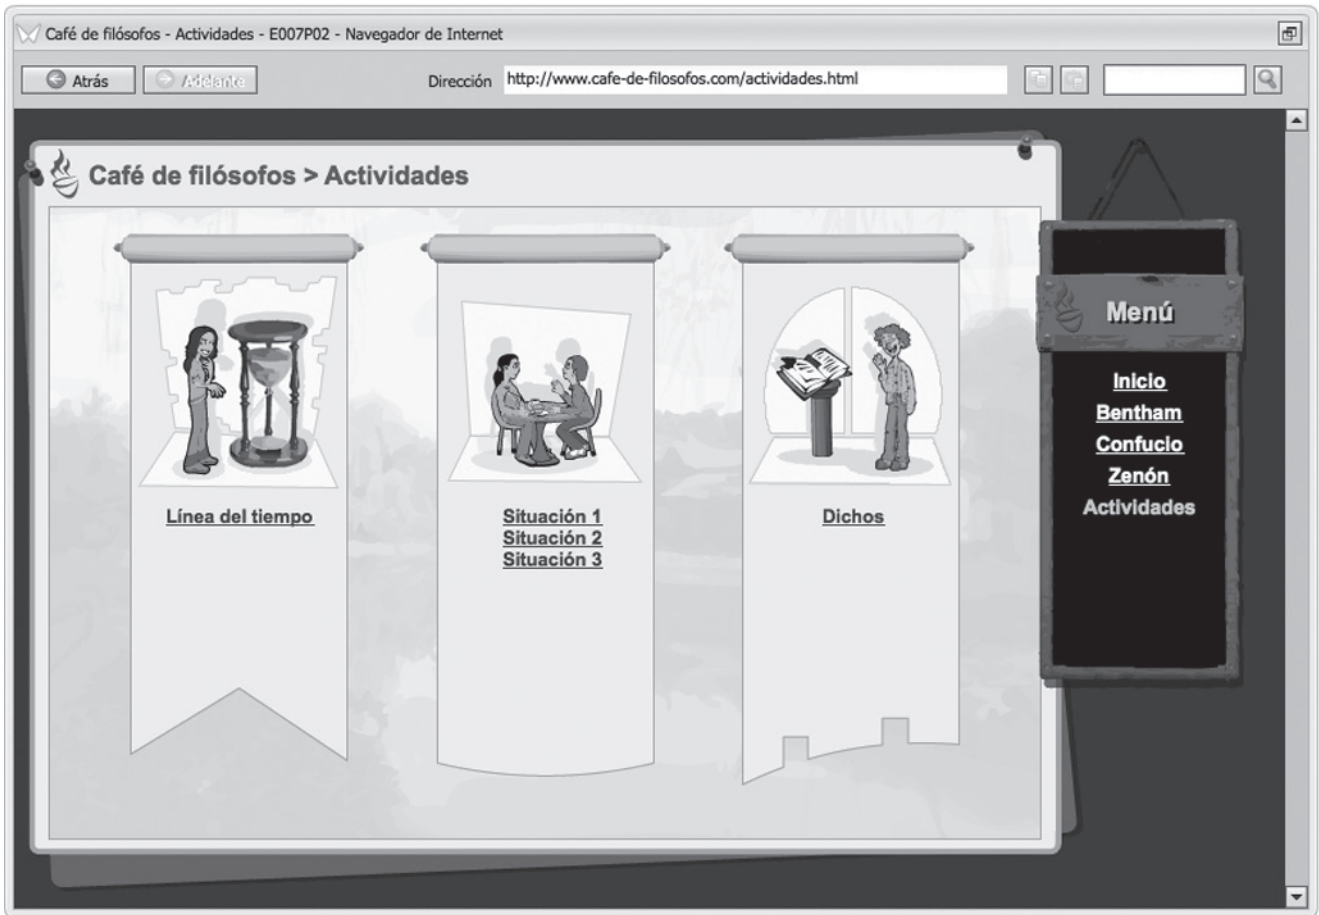 Café de filósofos - Actividades - E007P02 - Navegador de Internet
Atrás
Adelante
Dirección
http://www.cafe-de-filosofos.com/actividades.html
Café de filósofos > Actividades
Línea del tiempo
Situación 1
Situación 2
Situación 3
Dichos
Menú
Inicio
Bentham
Confucio
Zenón
Actividades